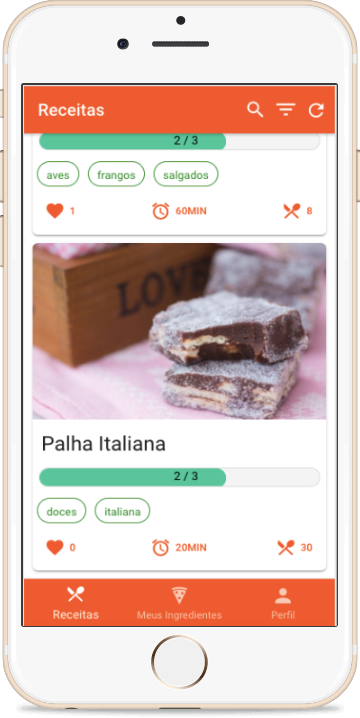 Receitas
2 / 3
aves frangos salgados
1 60MIN 8
LOVE
Palha Italiana
2 / 3
doces italiana
0 20MIN 30
Receitas Meus Ingredientes Perfil